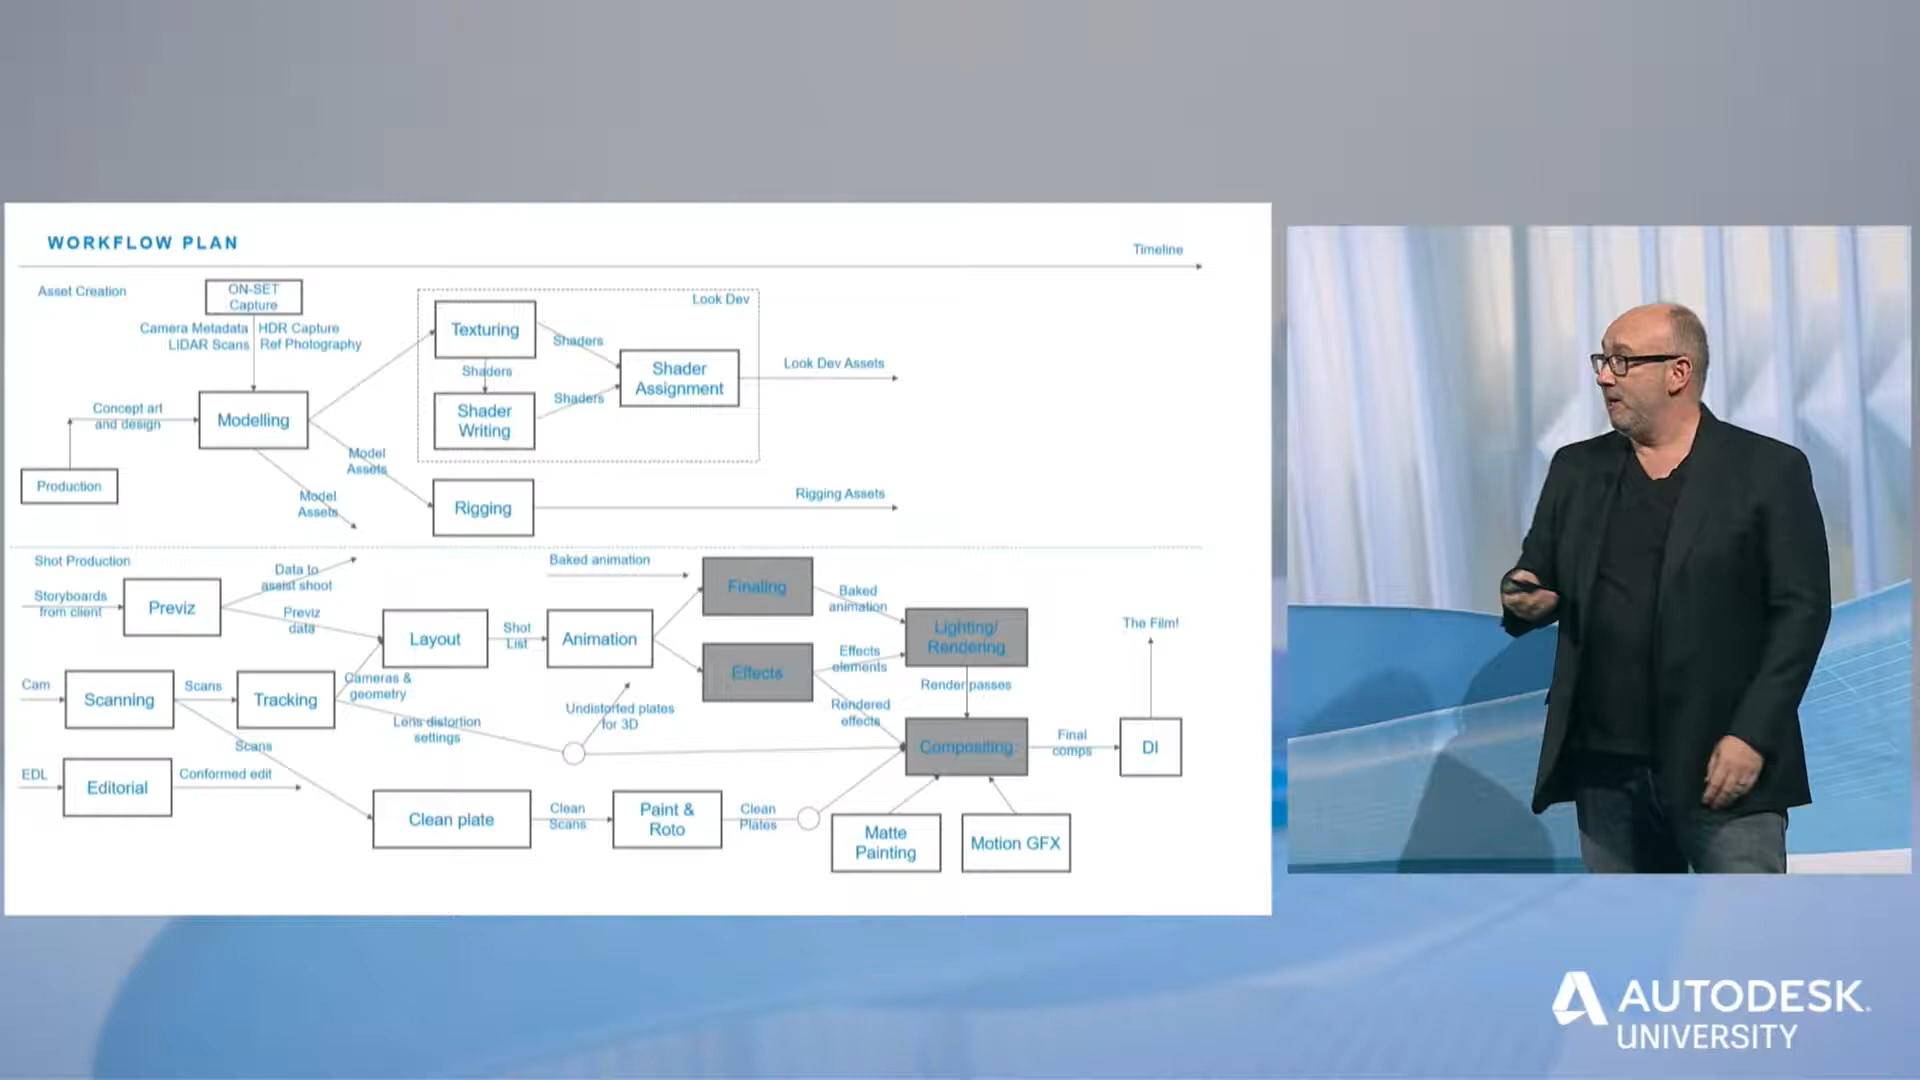 WORKFLOW PLAN
Timeline
Asset Creation
ON-SET
Capture
Camera Metadata
HDR Capture
LIDAR Scans
Ref Photography
Look Dev
Texturing
Shaders
Shaders
Shader
Assignment
Look Dev Assets
Shaders
Shader
Writing
Concept art
and design
Modelling
Model
Assets
Production
Model
Assets
Rigging
Rigging Assets
Shot Production
Storyboards
from client
Previz
Data to
assist shoot
Previz
data
Layout
Shot
List
Baked animation
Animation
Finaling
Baked
animation
Effects
Effects
elements
Lighting/
Rendering
Render passes
Rendered
effects
The Film!
Cam
Scanning
Scans
Tracking
Cameras &
geometry
Lens distortion
settings
Undistorted plates
for 3D
Compositing
Final
comps
DI
Scans
EDL
Editorial
Conformed edit
Clean plate
Clean
Scans
Paint &
Roto
Clean
Plates
Matte
Painting
Motion GFX
AUTODESK
UNIVERSITY